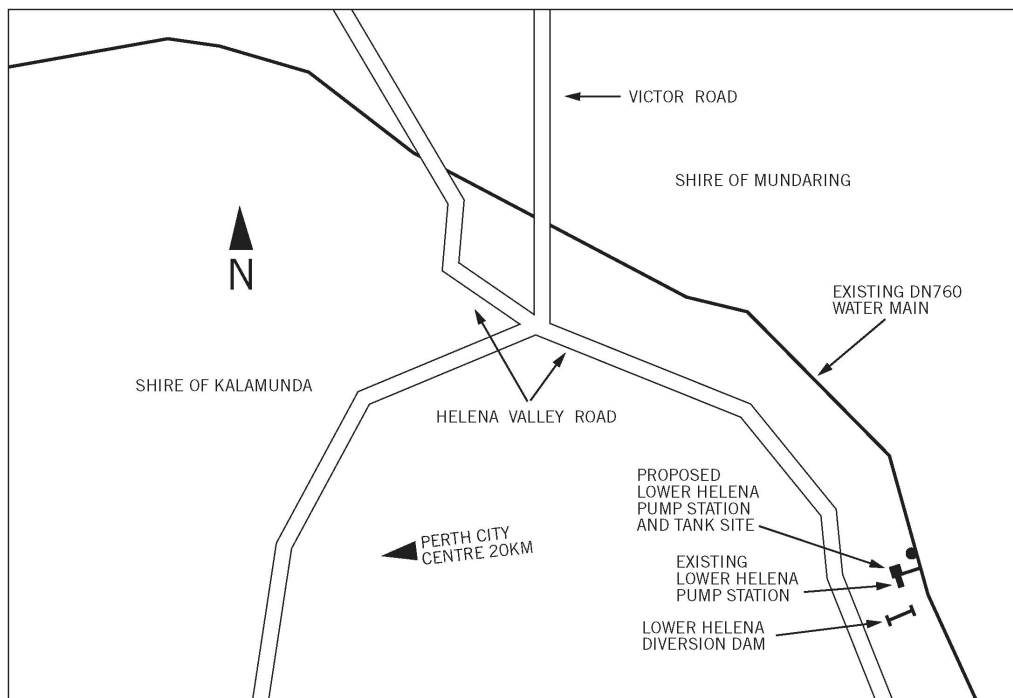 VICTOR ROAD
SHIRE OF MUNDARING
N
EXISTING DN760
WATER MAIN
SHIRE OF KALAMUNDA
HELENA VALLEY ROAD
PROPOSED
LOWER HELENA
PUMP STATION
AND TANK SITE
PERTH CITY
CENTRE 20KM
EXISTING
LOWER HELENA
PUMP STATION
LOWER HELENA
DIVERSION DAM